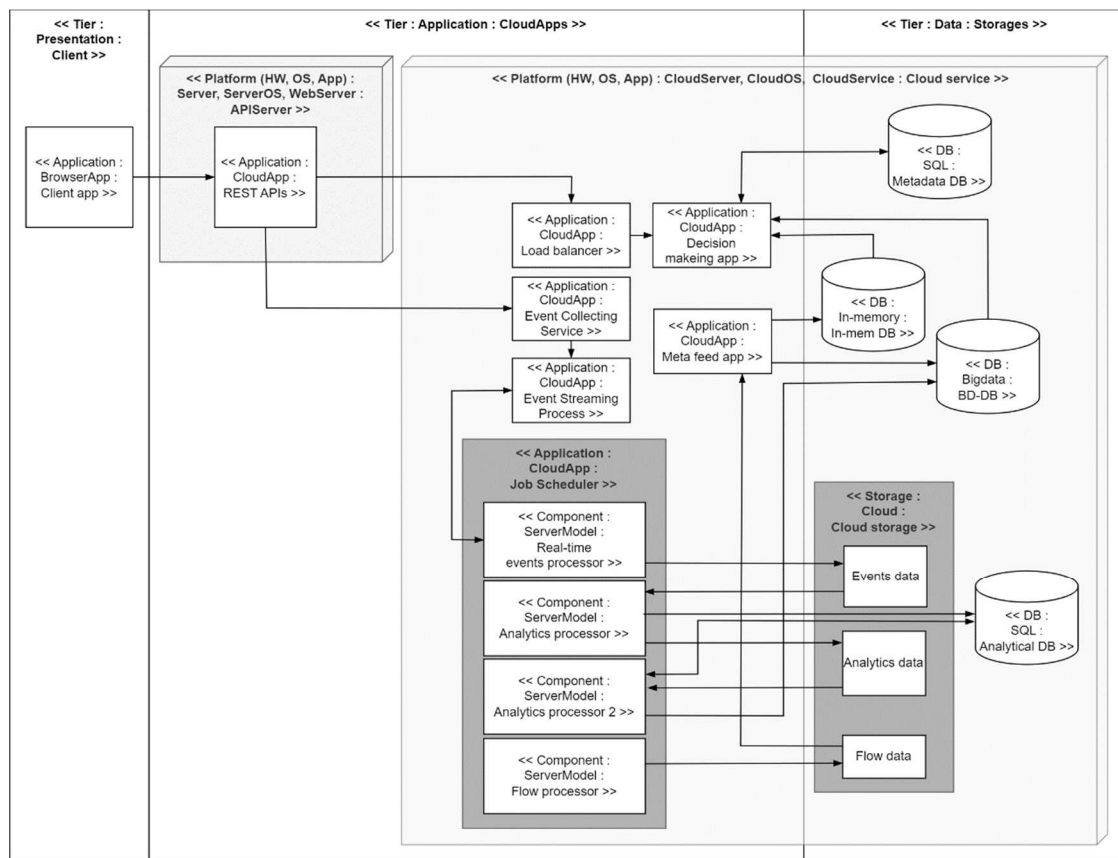 << Tier :
Presentation :
Client >>
<< Tier : Application : CloudApps >>
<< Tier : Data : Storages >>
<< Platform (HW, OS, App) :
Server, ServerOS, WebServer :
APIServer >>
<< Platform (HW, OS, App) : CloudServer, CloudOS, CloudService : Cloud service >>
<< Application :
BrowserApp :
Client app >>
<< Application :
CloudApp :
REST APIs >>
<< DB :
SQL :
Metadata DB >>
<< Application :
CloudApp :
Load balancer >>
<< Application :
CloudApp :
Decision
makeing app >>
<< Application :
CloudApp :
Event Collecting
Service >>
<< DB :
In-memory :
In-mem DB >>
<< Application :
CloudApp :
Meta feed app >>
<< DB :
Bigdata :
BD-DB >>
<< Application :
CloudApp :
Event Streaming
Process >>
<< Application :
CloudApp :
Job Scheduler >>
<< Storage :
Cloud :
Cloud storage >>
<< Component :
ServerModel :
Real-time
events processor >>
Events data
<< Component :
ServerModel :
Analytics processor >>
<< DB :
SQL :
Analytical DB >>
Analytics data
<< Component :
ServerModel :
Analytics processor 2 >>
Flow data
<< Component :
ServerModel :
Flow processor >>